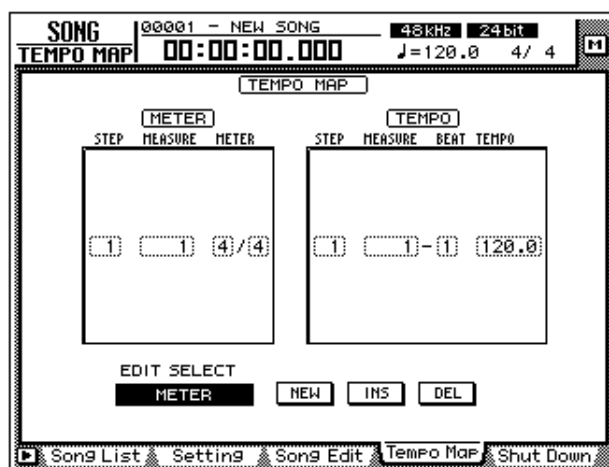 SONG
TEMPO MAP
00001 - NEW SONG
00:00:00.000
48kHz 24bit
♩=120.0 4/ 4
M
TEMPO MAP
METER
STEP MEASURE METER
1 1 4/4
TEMPO
STEP MEASURE BEAT TEMPO
1 1-1 120.0
EDIT SELECT
METER
NEW INS DEL
Song List Setting Song Edit Tempo Map Shut Down